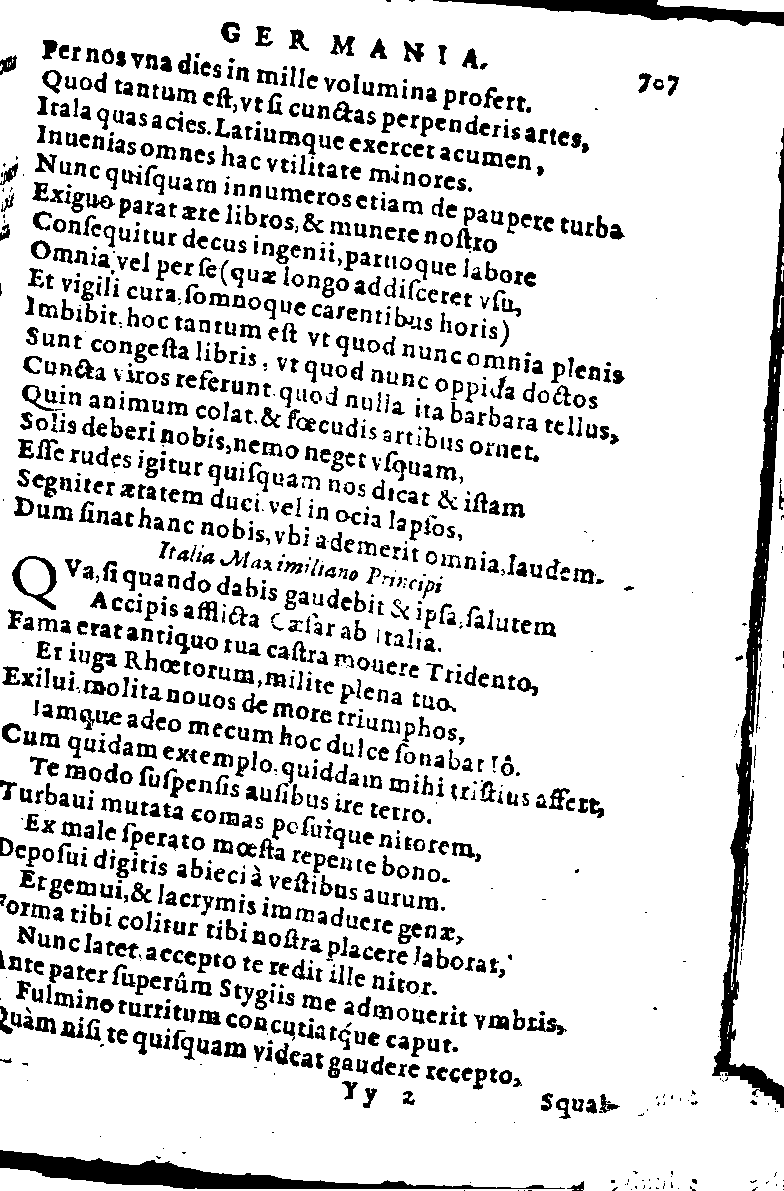 GERMANIA.
707
Per nos vna dies in mille volumina profert.
Quod tantum eſt, vt ſi cunctas perpenderis artes,
Itala quas acies. Latiumque exercet acumen,
Inuenias omnes hac vtilitate minores.
Nunc quiſquam innumeros etiam de paupere turba
Exiguo parat ære libros, & munere noſtro
Conſequitur decus ingenii, paruoque labore
Omnia vel per ſe (quæ longo addiſceret vſu,
Et vigili cura, ſomnoque carentibus horis)
Imbibit, hoc tantum eſt vt quod nunc omnia plenis
Sunt congeſta libris, vt quod nunc oppida doctos
Cuncta viros referunt quod nulla ita barbara tellus,
Quin animum colat & fœcudis artibus ornet.
Solis deberi nobis, nemo neget vſquam,
Eſſe rudes igitur quiſquam nos dicat & iſtam
Segniter ætatem duci vel in ocia lapſos,
Dum ſinat hanc nobis, vbi ademerit omnia, laudem.
Italia Maximiliano Principi
QVa, ſi quando dabis gaudebit & ipſa, ſalutem
Accipis afflicta Cæſar ab Italia.
Fama erat antiquo tua caſtra mouere Tridento,
Et iuga Rhœtorum, milite plena tuo.
Exilui, molita nouos de more triumphos,
Iamque adeo mecum hoc dulce ſonabat Iô.
Cum quidam extemplo, quiddam mihi triſtius affert,
Te modo ſuſpenſis auſibus ire retro.
Turbaui mutata comas poſuique nitorem,
Ex male ſperato mœſta repente bono.
Depoſui digitis abieci à veſtibus aurum.
Et gemui, & lacrymis immaduere genæ,
Forma tibi colitur tibi noſtra placere laborat,
Nunc latet, accepto te redit ille nitor.
Ante pater ſuperûm Stygiis me admouerit vmbris,
Fulmino turritum concutiatq́ue caput.
Quàm niſi te quiſquam videat gaudere recepto,
Yy 2
Squal-